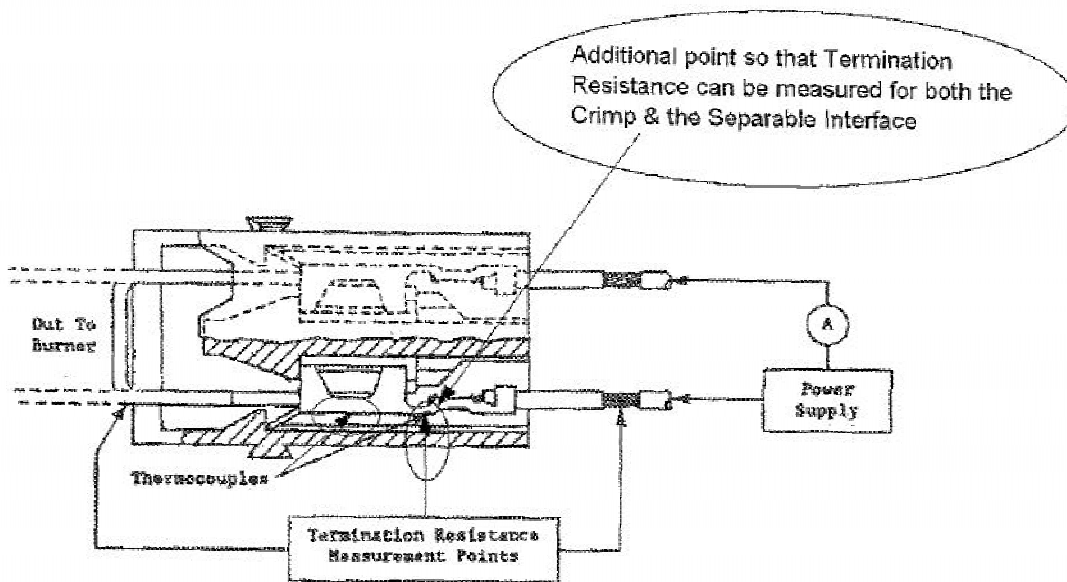 Additional point so that Termination
Resistance can be measured for both the
Crimp & the Separable Interface
Out To
Burner
A
Power
Supply
A
Thermocouples
Termination Resistance
Measurement Points